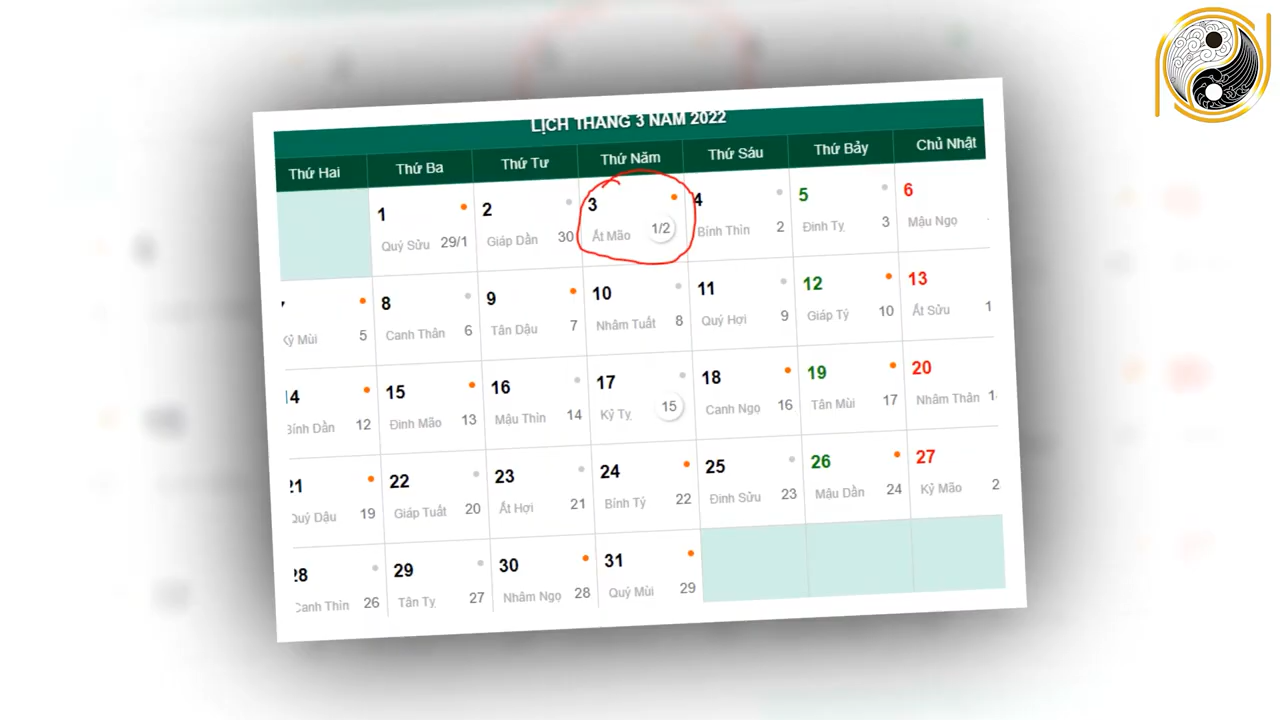 LỊCH THÁNG 3 NĂM 2022
Thứ Hai Thứ Ba Thứ Tư Thứ Năm Thứ Sáu Thứ Bảy Chủ Nhật
1 2 3 4 5 6
Quý Sửu 29/1 Giáp Dần 30 Ất Mão 1/2 Bính Thìn 2 Đinh Tỵ 3 Mậu Ngọ
7 8 9 10 11 12 13
Kỷ Mùi 5 Canh Thân 6 Tân Dậu 7 Nhâm Tuất 8 Quý Hợi 9 Giáp Tý 10 Ất Sửu 1
14 15 16 17 18 19 20
Bính Dần 12 Đinh Mão 13 Mậu Thìn 14 Kỷ Tỵ 15 Canh Ngọ 16 Tân Mùi 17 Nhâm Thân 1
21 22 23 24 25 26 27
Quý Dậu 19 Giáp Tuất 20 Ất Hợi 21 Bính Tý 22 Đinh Sửu 23 Mậu Dần 24 Kỷ Mão 2
28 29 30 31
Canh Thìn 26 Tân Tỵ 27 Nhâm Ngọ 28 Quý Mùi 29